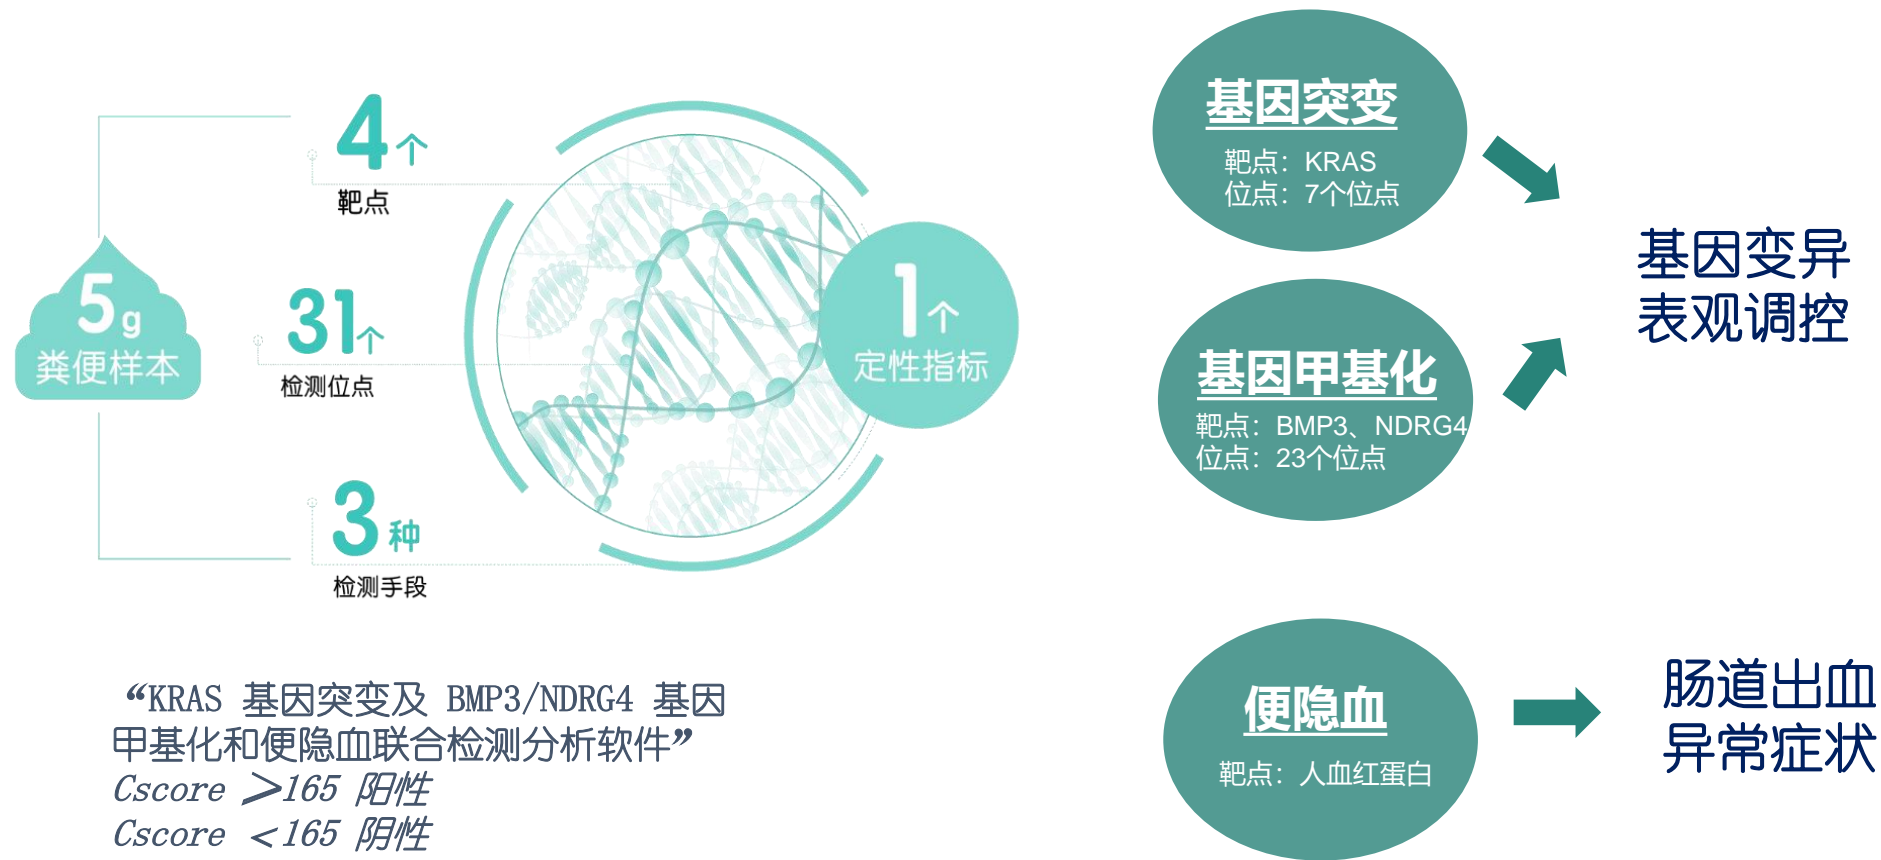 4个
靶点
5g
粪便样本
31个
检测位点
3种
检测手段
1个
定性指标
“KRAS 基因突变及 BMP3/NDRG4 基因
甲基化和便隐血联合检测分析软件”
Cscore ＞165 阳性
Cscore ＜165 阴性
基因突变
靶点：KRAS
位点：7个位点
基因甲基化
靶点：BMP3、NDRG4
位点：23个位点
基因变异
表观调控
便隐血
靶点：人血红蛋白
肠道出血
异常症状